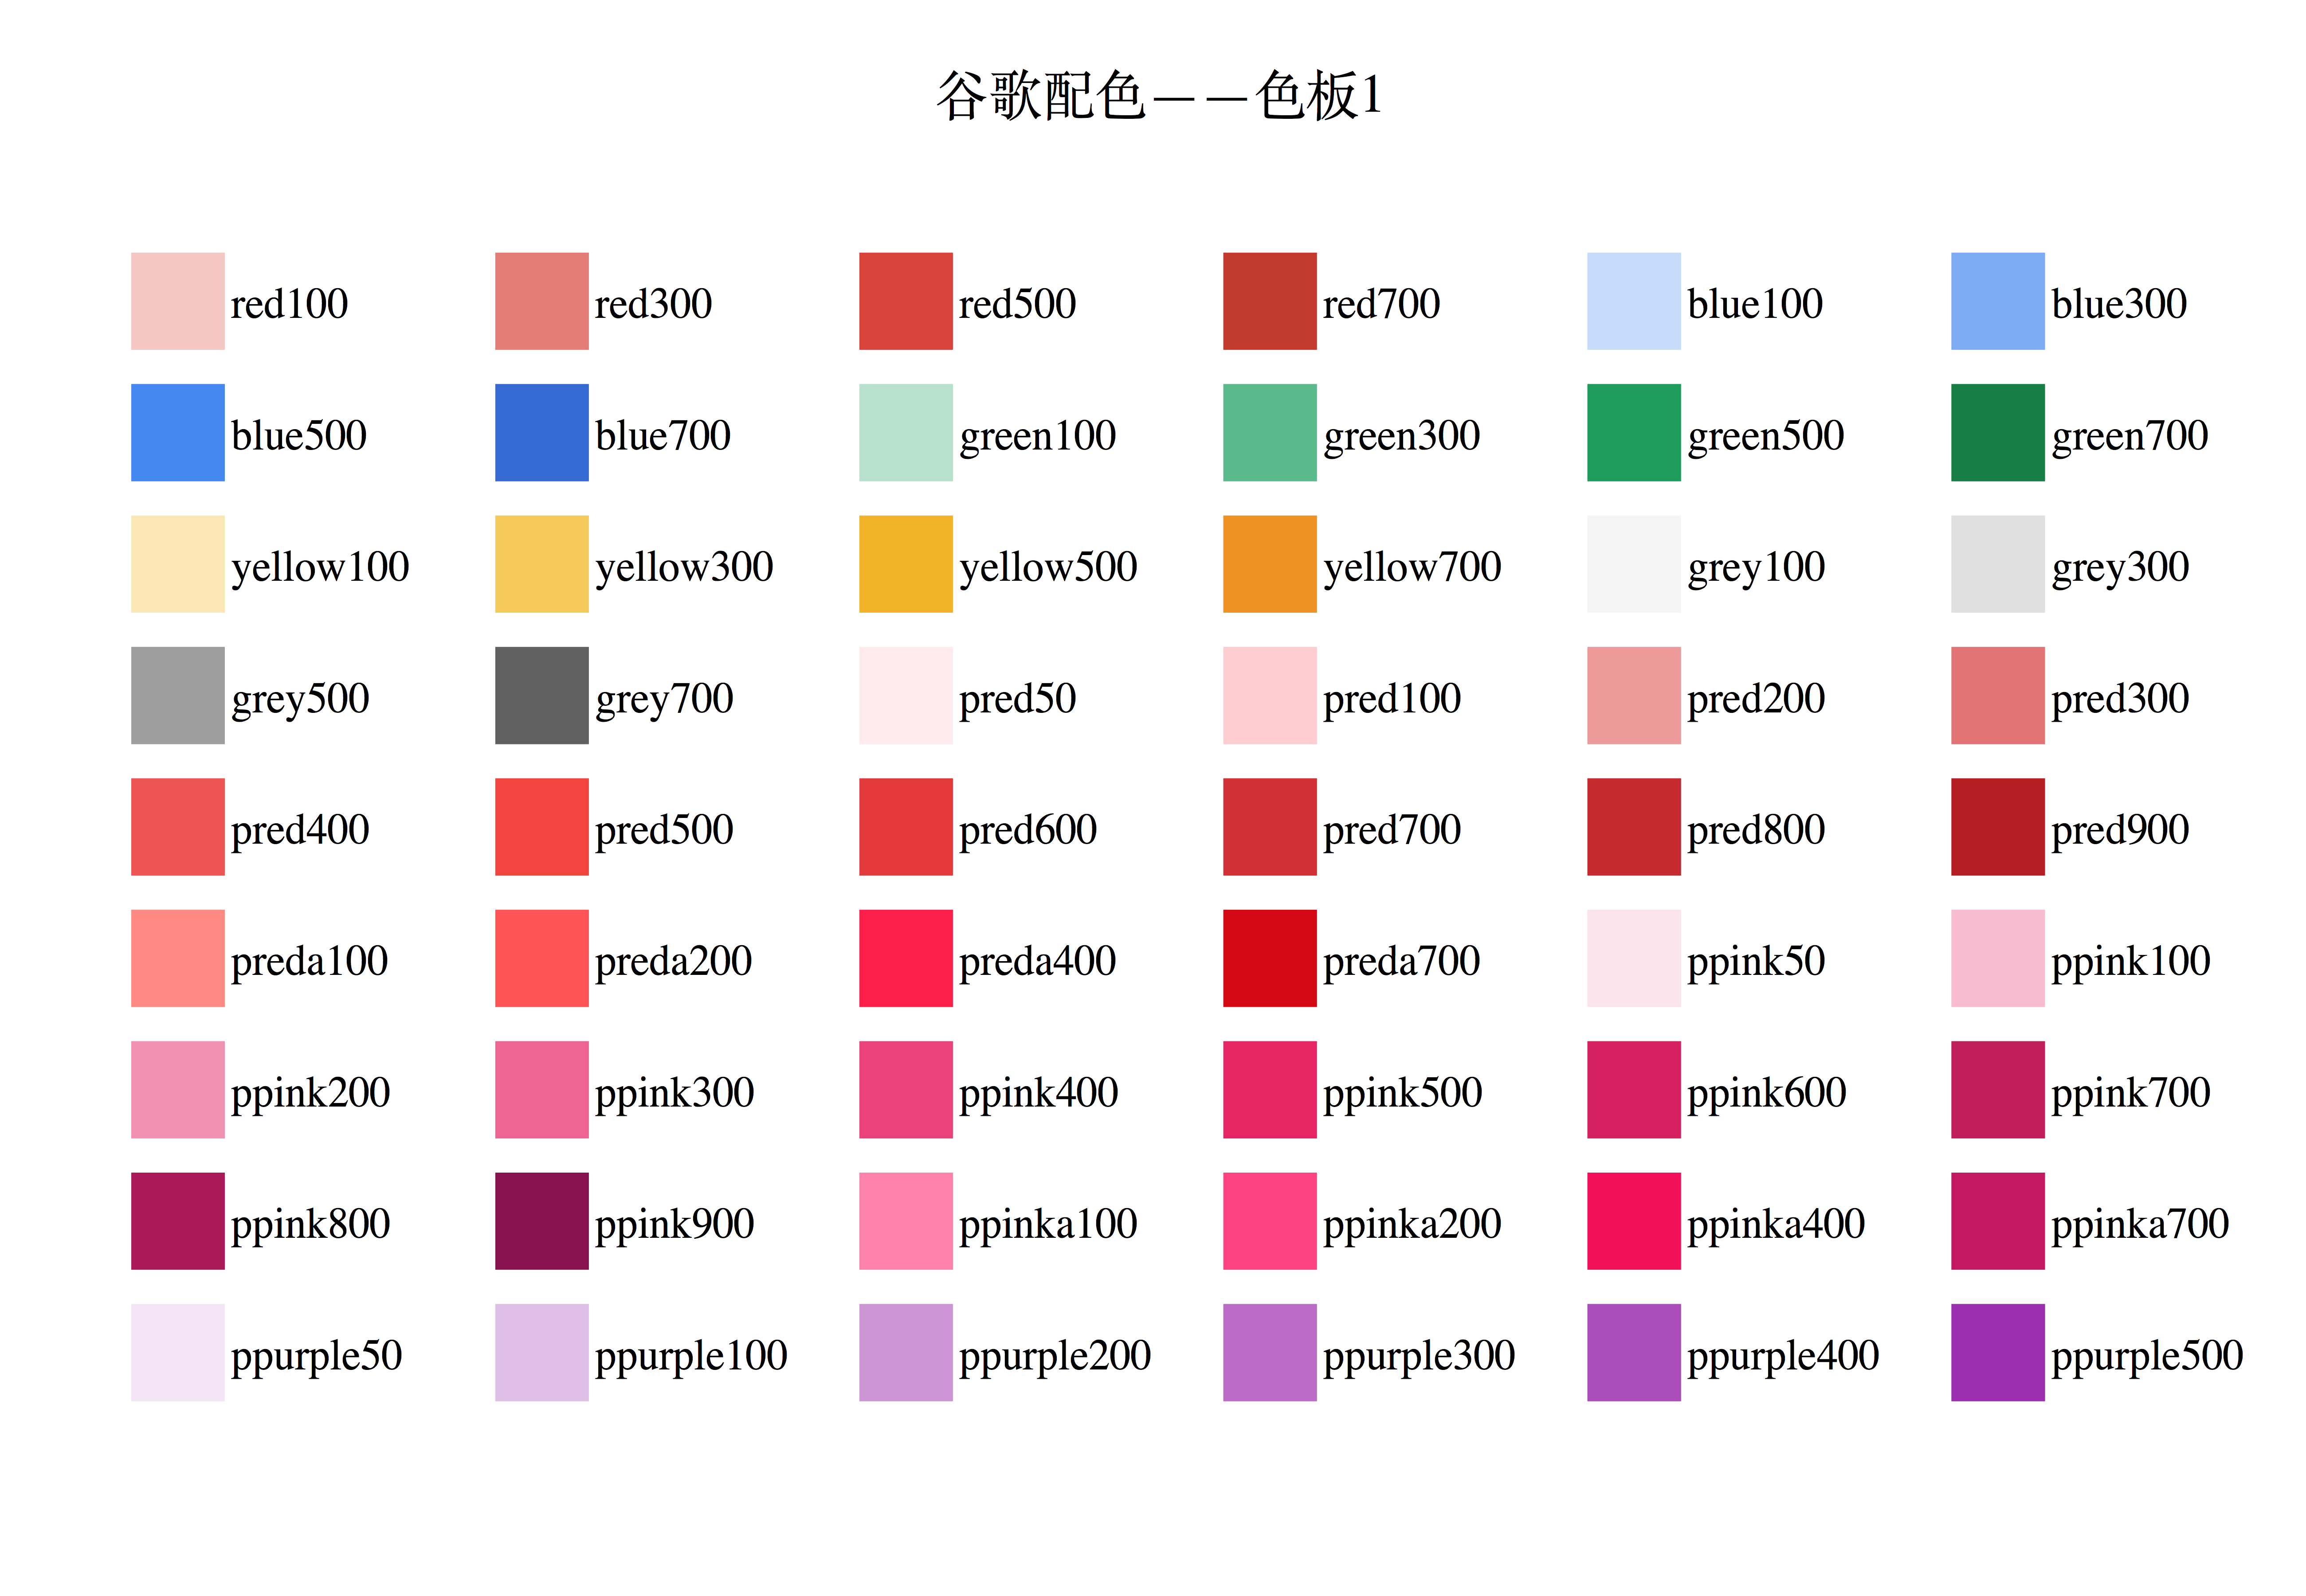 谷歌配色——色板1
red100 red300 red500 red700 blue100 blue300
blue500 blue700 green100 green300 green500 green700
yellow100 yellow300 yellow500 yellow700 grey100 grey300
grey500 grey700 pred50 pred100 pred200 pred300
pred400 pred500 pred600 pred700 pred800 pred900
preda100 preda200 preda400 preda700 ppink50 ppink100
ppink200 ppink300 ppink400 ppink500 ppink600 ppink700
ppink800 ppink900 ppinka100 ppinka200 ppinka400 ppinka700
ppurple50 ppurple100 ppurple200 ppurple300 ppurple400 ppurple500